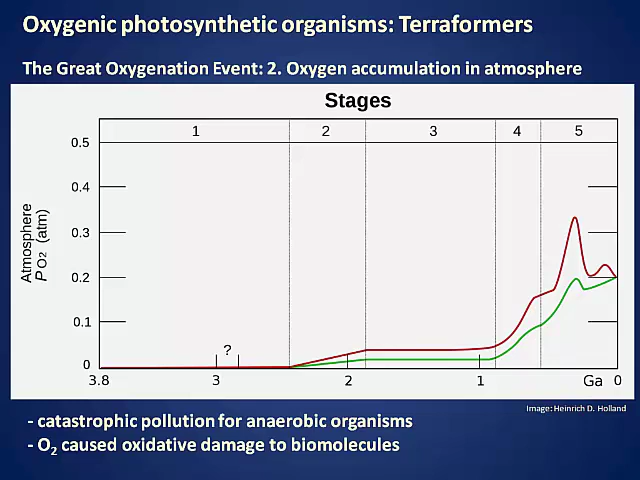 Oxygenic photosynthetic organisms: Terraformers
The Great Oxygenation Event: 2. Oxygen accumulation in atmosphere
Stages
1 2 3 4 5
0.5
0.4
0.3
0.2
0.1
0
Atmosphere
P O2 (atm)
?
3.8 3 2 1 Ga 0
Image: Heinrich D. Holland
- catastrophic pollution for anaerobic organisms
- O2 caused oxidative damage to biomolecules